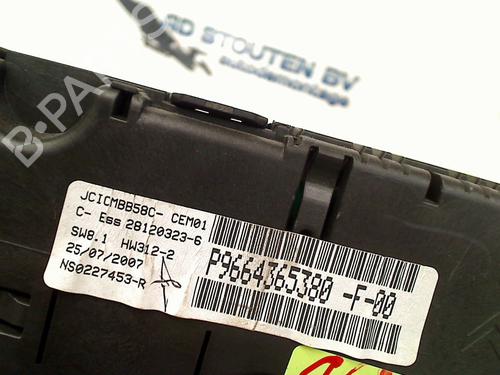 RD STOUTEN BV
autodemontage
B-PARTS
JCICMBB58C- CEM01
C- Ess 28120323-6
SW8.1 HW312-2
25/07/2007
NS0227453-R
P9664365380 -F-00